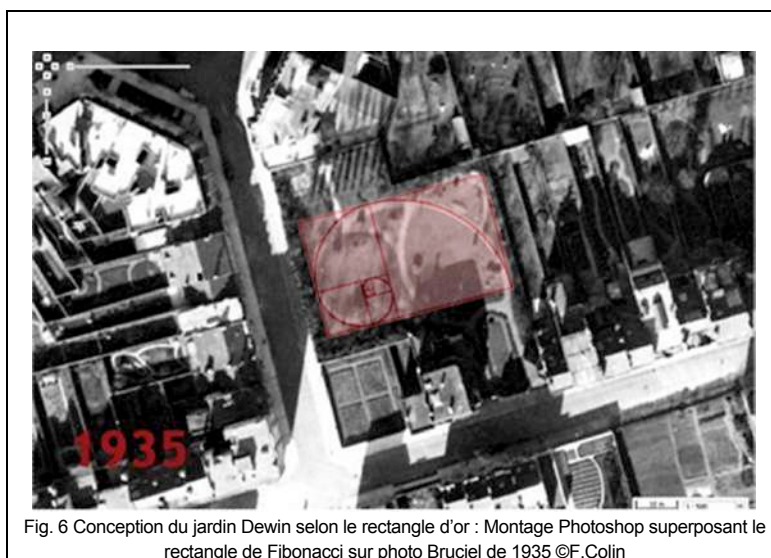 1935
Fig. 6 Conception du jardin Dewin selon le rectangle d'or : Montage Photoshop superposant le
rectangle de Fibonacci sur photo Bruciel de 1935 ©F.Colin